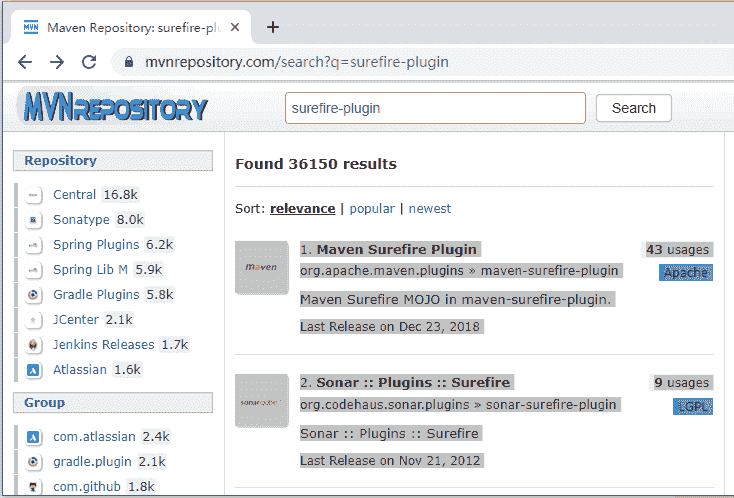 Maven Repository: surefire-plu
mvnrepository.com/search?q=surefire-plugin
MVNREPOSITORY
surefire-plugin
Search
Repository
Central 16.8k
Sonatype 8.0k
Spring Plugins 6.2k
Spring Lib M 5.9k
Gradle Plugins 5.8k
JCenter 2.1k
Jenkins Releases 1.7k
Atlassian 1.6k
Group
com.atlassian 2.4k
gradle.plugin 2.1k
com.github 1.8k
Found 36150 results
Sort: relevance | popular | newest
maven
1. Maven Surefire Plugin
43 usages
org.apache.maven.plugins » maven-surefire-plugin
Apache
Maven Surefire MOJO in maven-surefire-plugin.
Last Release on Dec 23, 2018
sonarqube
2. Sonar :: Plugins :: Surefire
9 usages
org.codehaus.sonar.plugins » sonar-surefire-plugin
LGPL
Sonar :: Plugins :: Surefire
Last Release on Nov 21, 2012